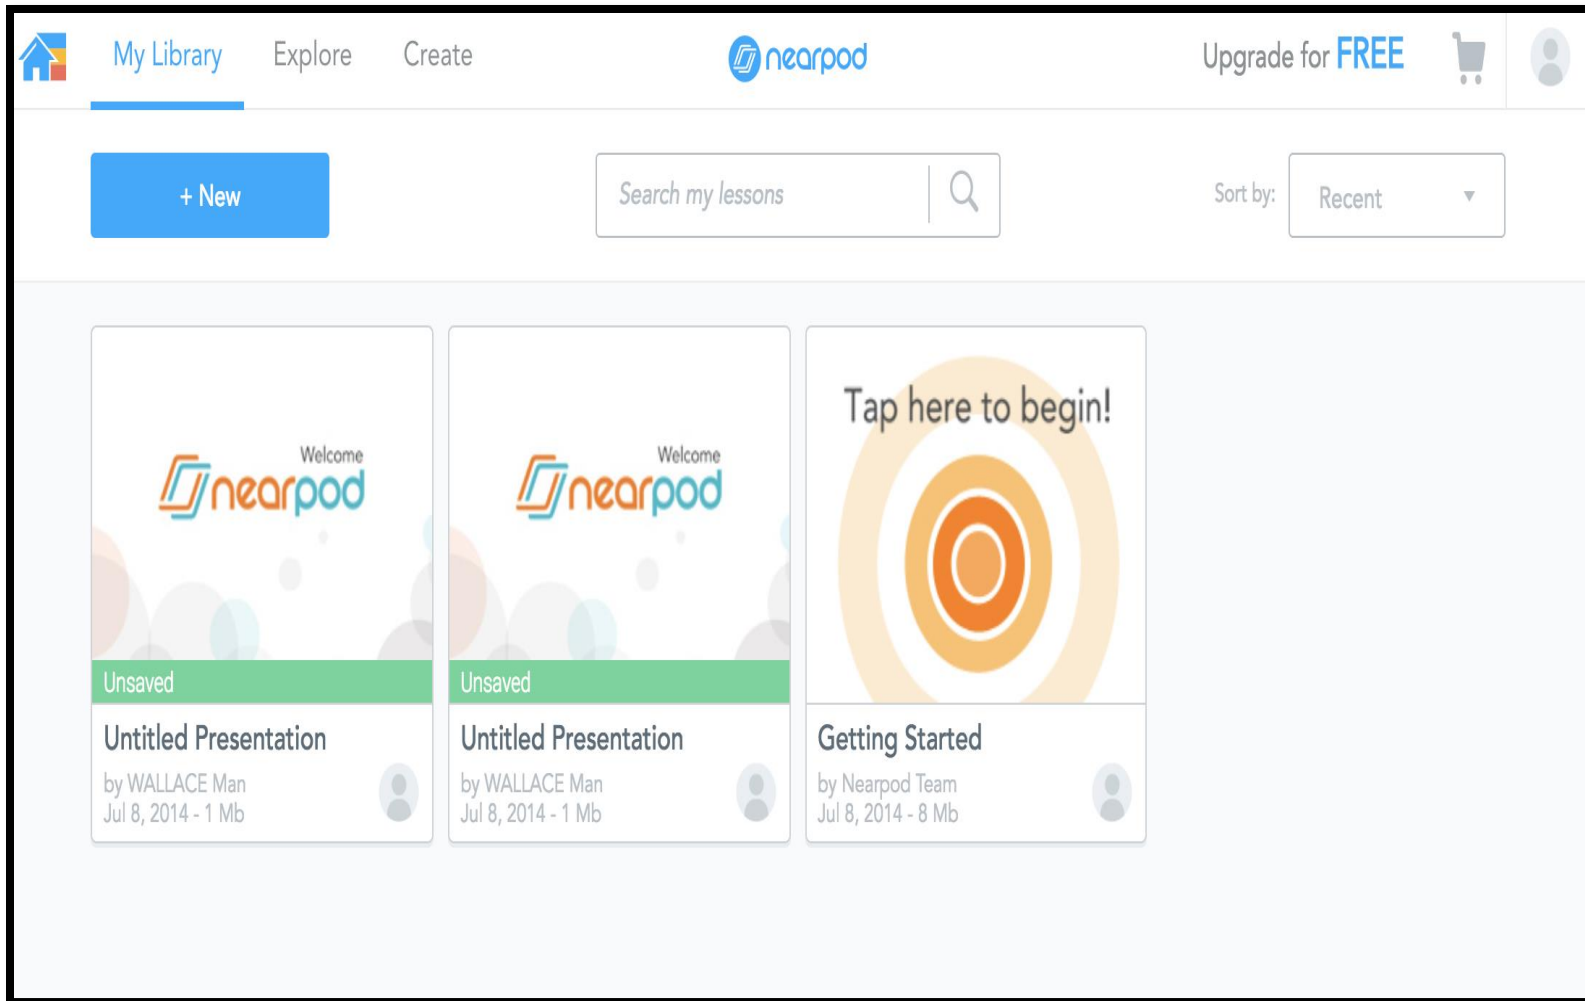 My Library Explore Create nearpod Upgrade for FREE
+ New Search my lessons Sort by: Recent
Welcome
nearpod
Unsaved
Untitled Presentation
by WALLACE Man
Jul 8, 2014 - 1 Mb
Welcome
nearpod
Unsaved
Untitled Presentation
by WALLACE Man
Jul 8, 2014 - 1 Mb
Tap here to begin!
Getting Started
by Nearpod Team
Jul 8, 2014 - 8 Mb